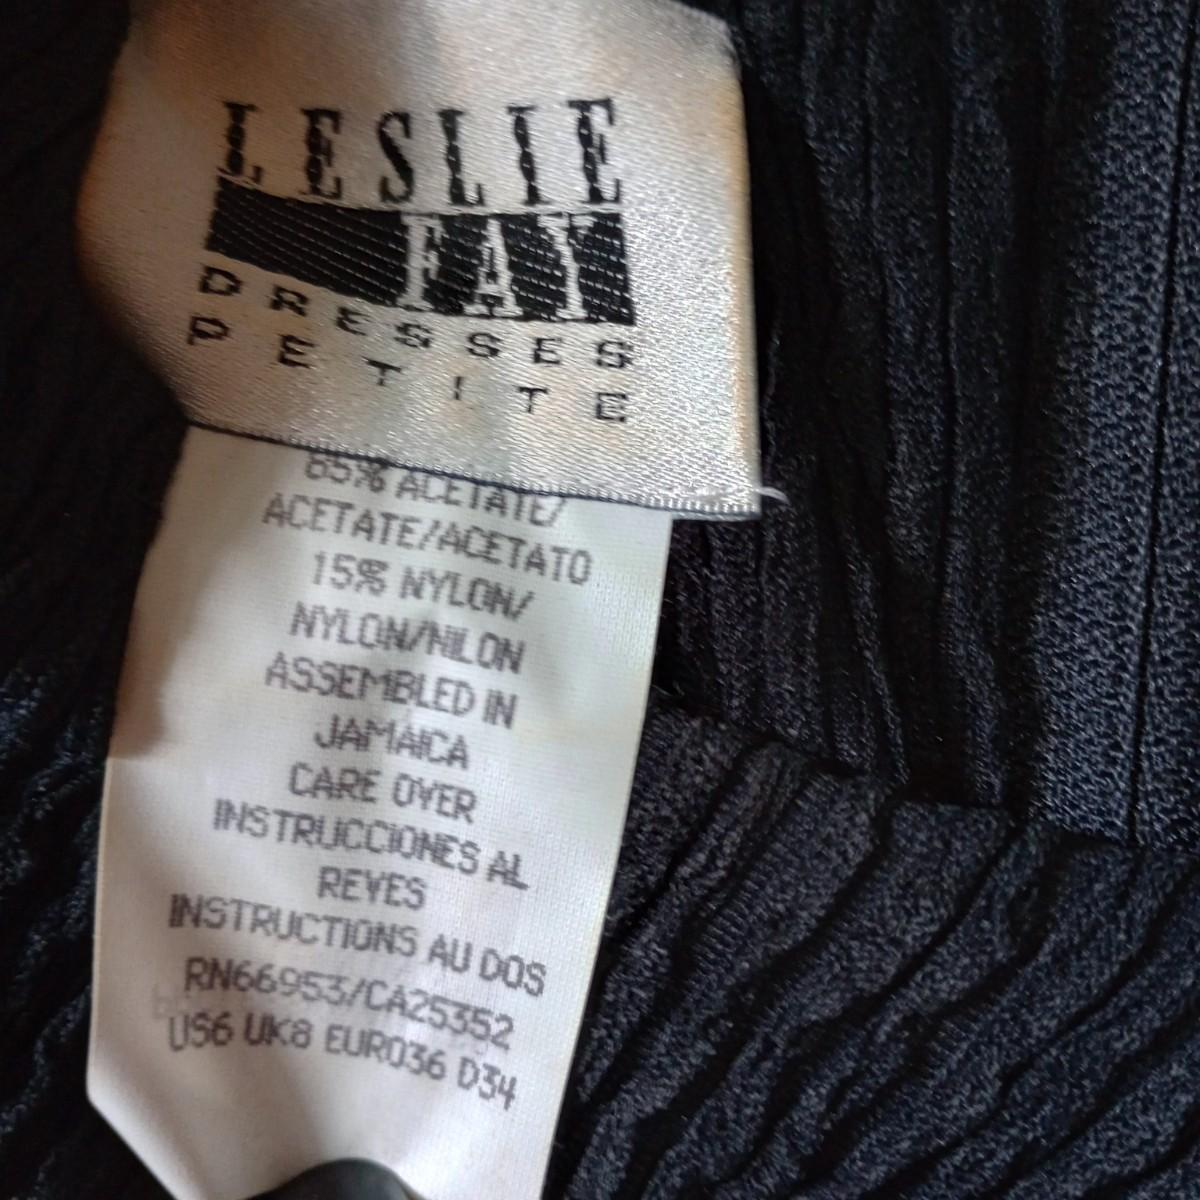 LESLIE
FAY
DRESSES
PETITE
85% ACETATE/
ACETATE/ACETATO
15% NYLON/
NYLON/NILON
ASSEMBLED IN
JAMAICA
CARE OVER
INSTRUCCIONES AL
REVES
INSTRUCTIONS AU DOS
RN66953/CA25352
US6 UK8 EURO36 D34